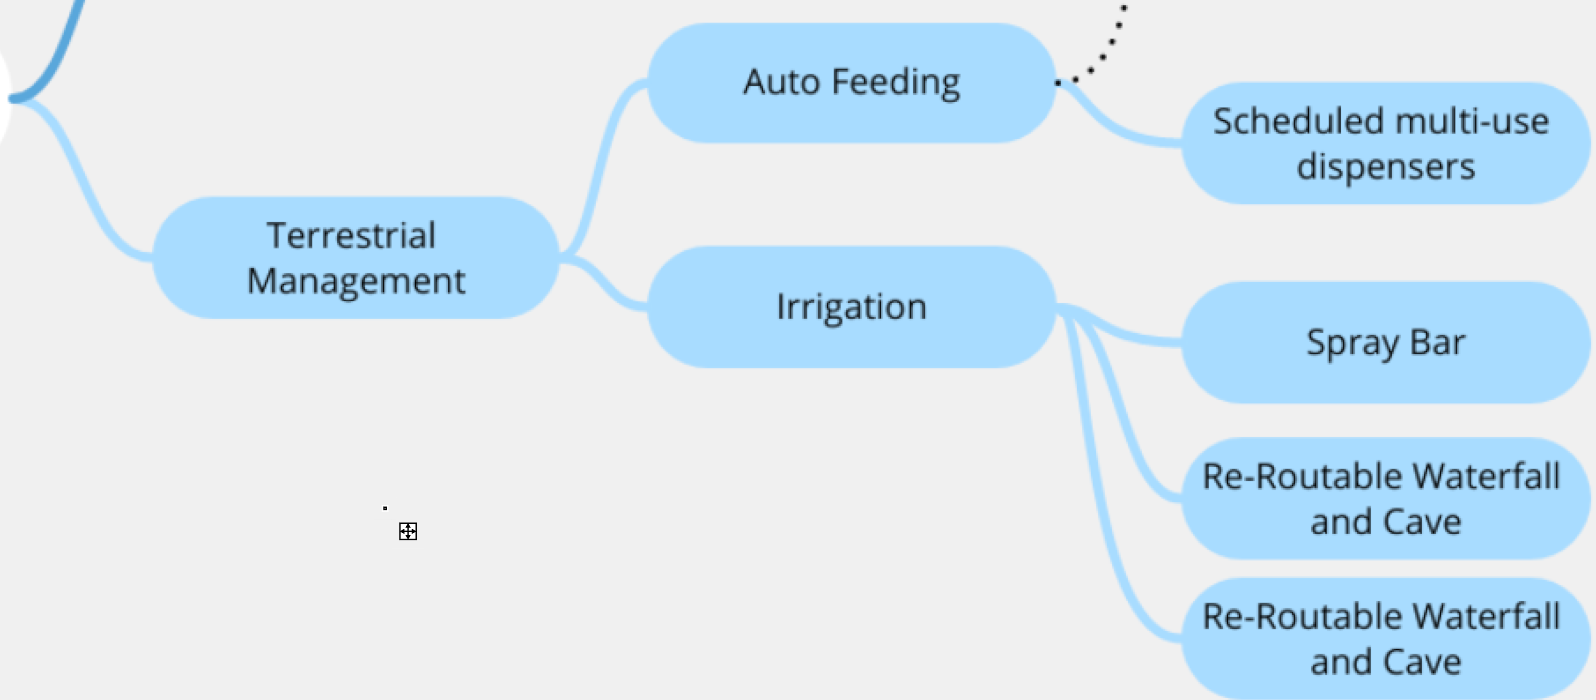 Auto Feeding
Scheduled multi-use
dispensers
Terrestrial
Management
Irrigation
Spray Bar
Re-Routable Waterfall
and Cave
Re-Routable Waterfall
and Cave